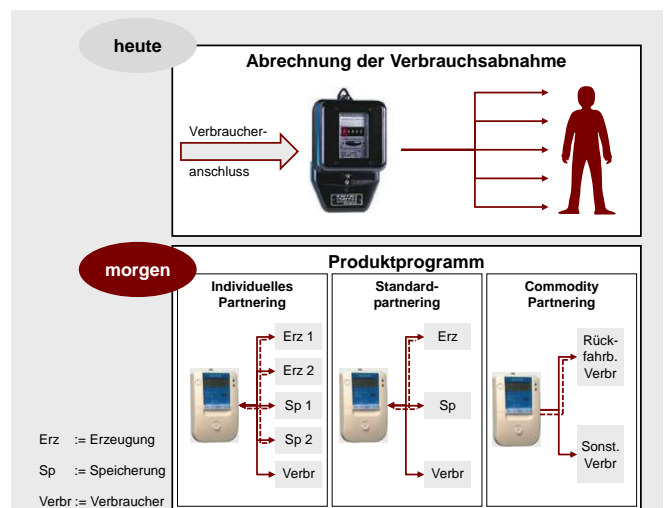 heute
Abrechnung der Verbrauchsabnahme
Verbraucher-
anschluss
morgen
Produktprogramm
Individuelles
Partnering
Erz 1
Erz 2
Sp 1
Sp 2
Verbr
Standard-
partnering
Erz
Sp
Verbr
Commodity
Partnering
Rück-
fahrb.
Verbr
Sonst.
Verbr
Erz := Erzeugung
Sp := Speicherung
Verbr := Verbraucher